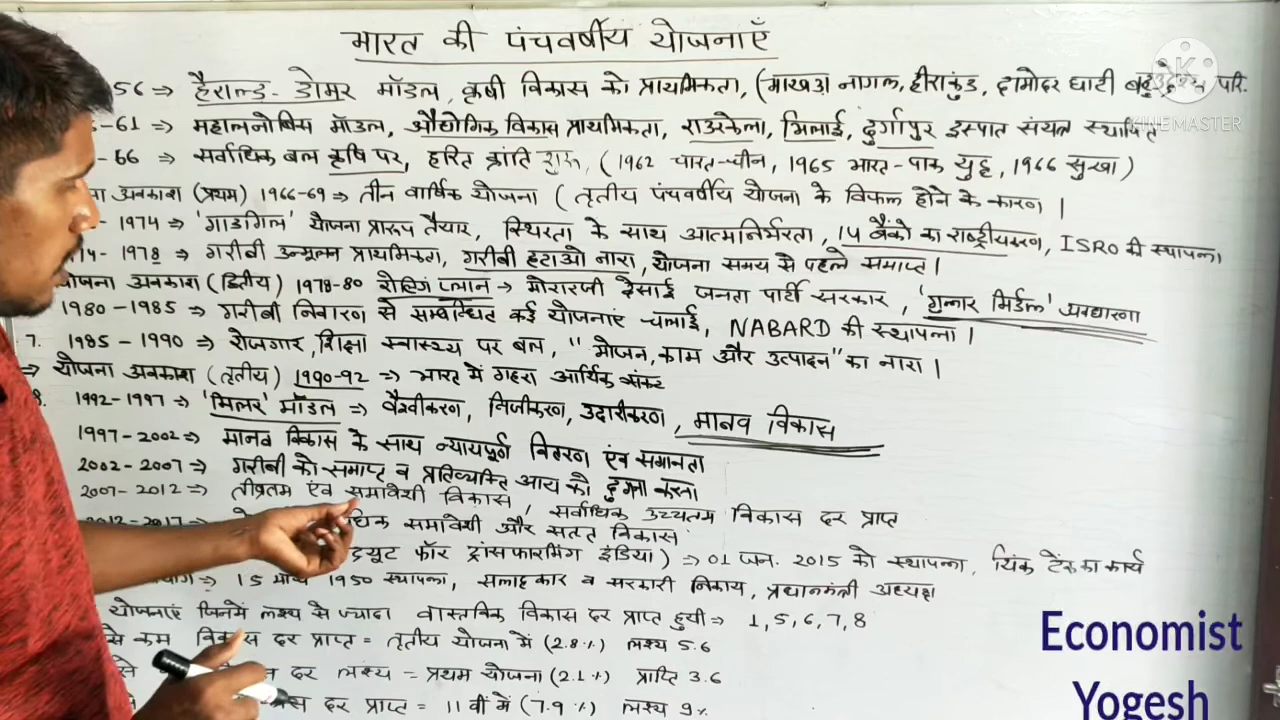 भारत की पंचवर्षीय योजनाएँ
56 ⇒ हैराल्ड-डोमर मॉडल, कृषी विकास को प्राथमिकता, (भाखड़ा नागल, हीराकुंड, दामोदर घाटी बहुउद्देश्य परि.
-61 ⇒ महालनोबिस मॉडल, औद्योगिक विकास प्राथमिकता, राउरकेला, भिलाई, दुर्गापुर इस्पात संयत्र स्थापित
- 66 ⇒ सर्वाधिक बल कृषि पर, हरित क्रांति शुरू, (1962 भारत-चीन, 1965 भारत-पाक युद्द, 1966 सुखा)
अवकाश (प्रथम) 1966-69 ⇒ तीन वार्षिक योजना (तृतीय पंचवर्षीय योजना के विफल होने के कारण।
- 1974 ⇒ 'गाडगिल' योजना प्रारूप तैयार, स्थिरता के साथ आत्मनिर्भरता, 14 बैंको का राष्ट्रीयकरण, ISRO की स्थापना
74 - 1978 ⇒ गरीबी उन्मूलन प्राथमिकता, गरीबी हटाओ नारा, योजना समय से पहले समाप्त।
योजना अवकाश (द्वितीय) 1978-80 रोलिंग प्लान → मोरारजी देसाई जनता पार्टी सरकार, 'गुन्नार मिर्डल' अवधारणा
1980-1985 ⇒ गरीबी निवारण से सम्बन्धित कई योजनाएं चलाई, NABARD की स्थापना।
7. 1985-1990 ⇒ रोजगार, शिक्षा स्वास्थ्य पर बल, "भोजन, काम और उत्पादन" का नारा।
⇒ योजना अवकाश (तृतीय) 1990-92 ⇒ भारत में गहरा आर्थिक संकट
8. 1992-1997 ⇒ 'मिलर' मॉडल ⇒ वैश्वीकरण, निजीकरण, उदारीकरण, मानव विकास
1997-2002 ⇒ मानव विकास के साथ न्यायपूर्ण वितरण एंव समानता
2002-2007 ⇒ गरीबी को समाप्त व प्रतिव्यक्ति आय को दुगना करना
2007-2012 ⇒ तीव्रतम एंव समावेशी विकास, सर्वाधिक उच्चतम विकास दर प्राप्त
2012-2017 ⇒ समावेशी और सतत विकास
फॉर ट्रांसफारमिंग इंडिया) ⇒ 01 जन. 2015 को स्थापना, थिंक टेंक का कार्य
15 मार्च 1950 स्थापना, सलाहकार व सरकारी निकाय, प्रधानमंत्री अध्यक्ष
योजनाएं जिनमें लक्ष्य से ज्यादा वास्तविक विकास दर प्राप्त हुयी ⇒ 1, 5, 6, 7, 8
से कम विकास दर प्राप्त = तृतीय योजना में (2.8%) लक्ष्य 5.6
दर लक्ष्य = प्रथम योजना (2.1%) प्राप्ति 3.6
दर प्राप्त = 11 वीं में (7.9%) लक्ष्य 9%
KINEMASTER
Economist
Yogesh